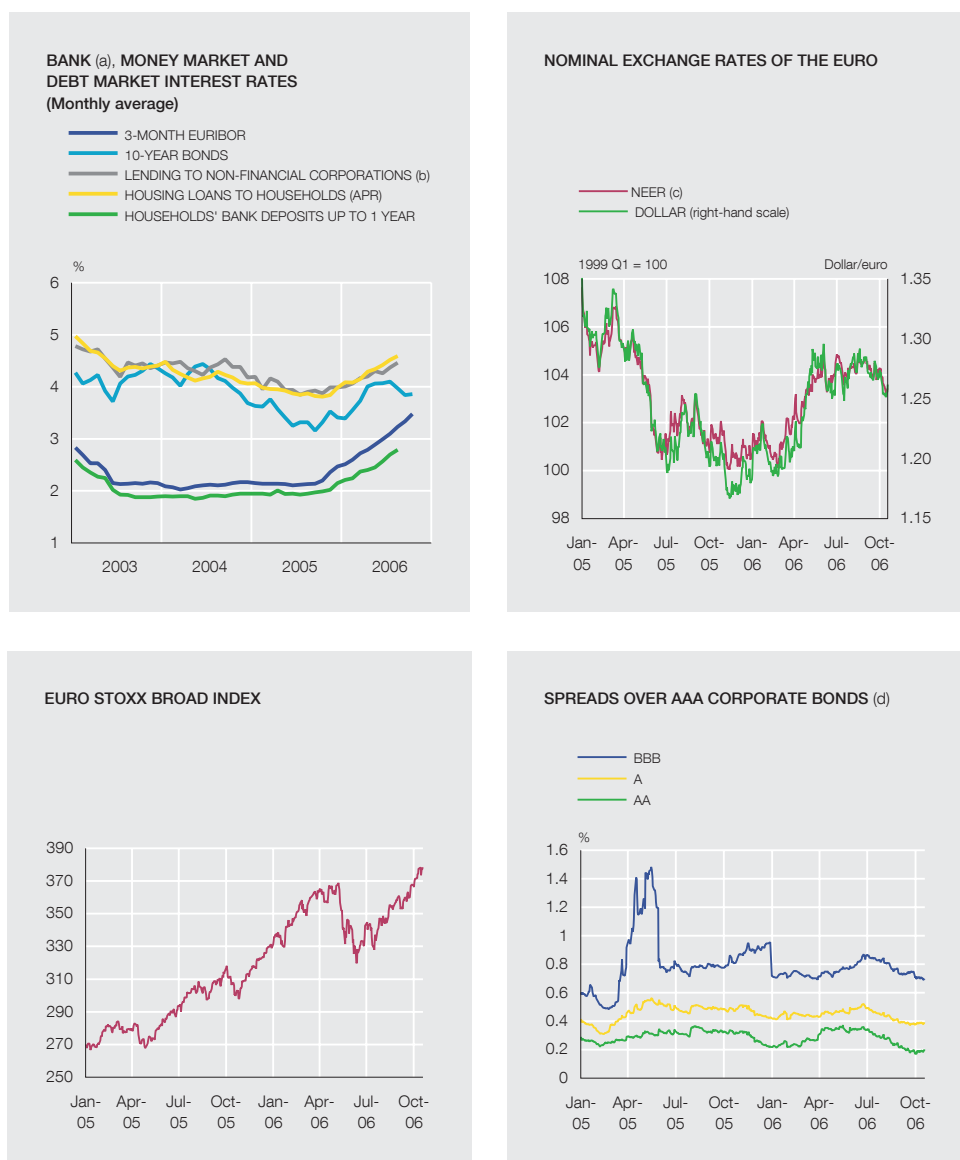 BANK (a), MONEY MARKET AND
DEBT MARKET INTEREST RATES
(Monthly average)
3-MONTH EURIBOR
10-YEAR BONDS
LENDING TO NON-FINANCIAL CORPORATIONS (b)
HOUSING LOANS TO HOUSEHOLDS (APR)
HOUSEHOLDS' BANK DEPOSITS UP TO 1 YEAR
%
6
5
4
3
2
1
2003 2004 2005 2006
NOMINAL EXCHANGE RATES OF THE EURO
NEER (c)
DOLLAR (right-hand scale)
1999 Q1 = 100 Dollar/euro
108 1.35
106
1.30
104
1.25
102
100 1.20
98 1.15
Jan- Apr- Jul- Oct- Jan- Apr- Jul- Oct-
05 05 05 05 06 06 06 06
EURO STOXX BROAD INDEX
390
370
350
330
310
290
270
250
Jan- Apr- Jul- Oct- Jan- Apr- Jul- Oct-
05 05 05 05 06 06 06 06
SPREADS OVER AAA CORPORATE BONDS (d)
BBB
A
AA
%
1.6
1.4
1.2
1
0.8
0.6
0.4
0.2
0
Jan- Apr- Jul- Oct- Jan- Apr- Jul- Oct-
05 05 05 05 06 06 06 06